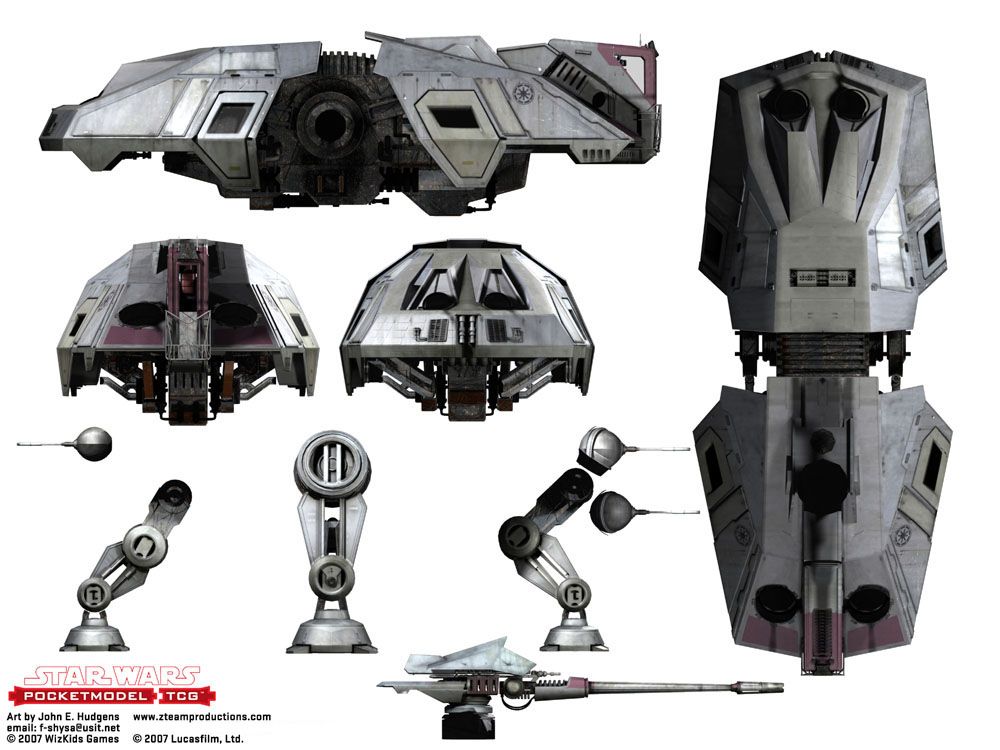 STAR WARS
POCKETMODEL TCG
Art by John E. Hudgens www.zteamproductions.com
email: f-shysa@usit.net
© 2007 WizKids Games © 2007 Lucasfilm, Ltd.